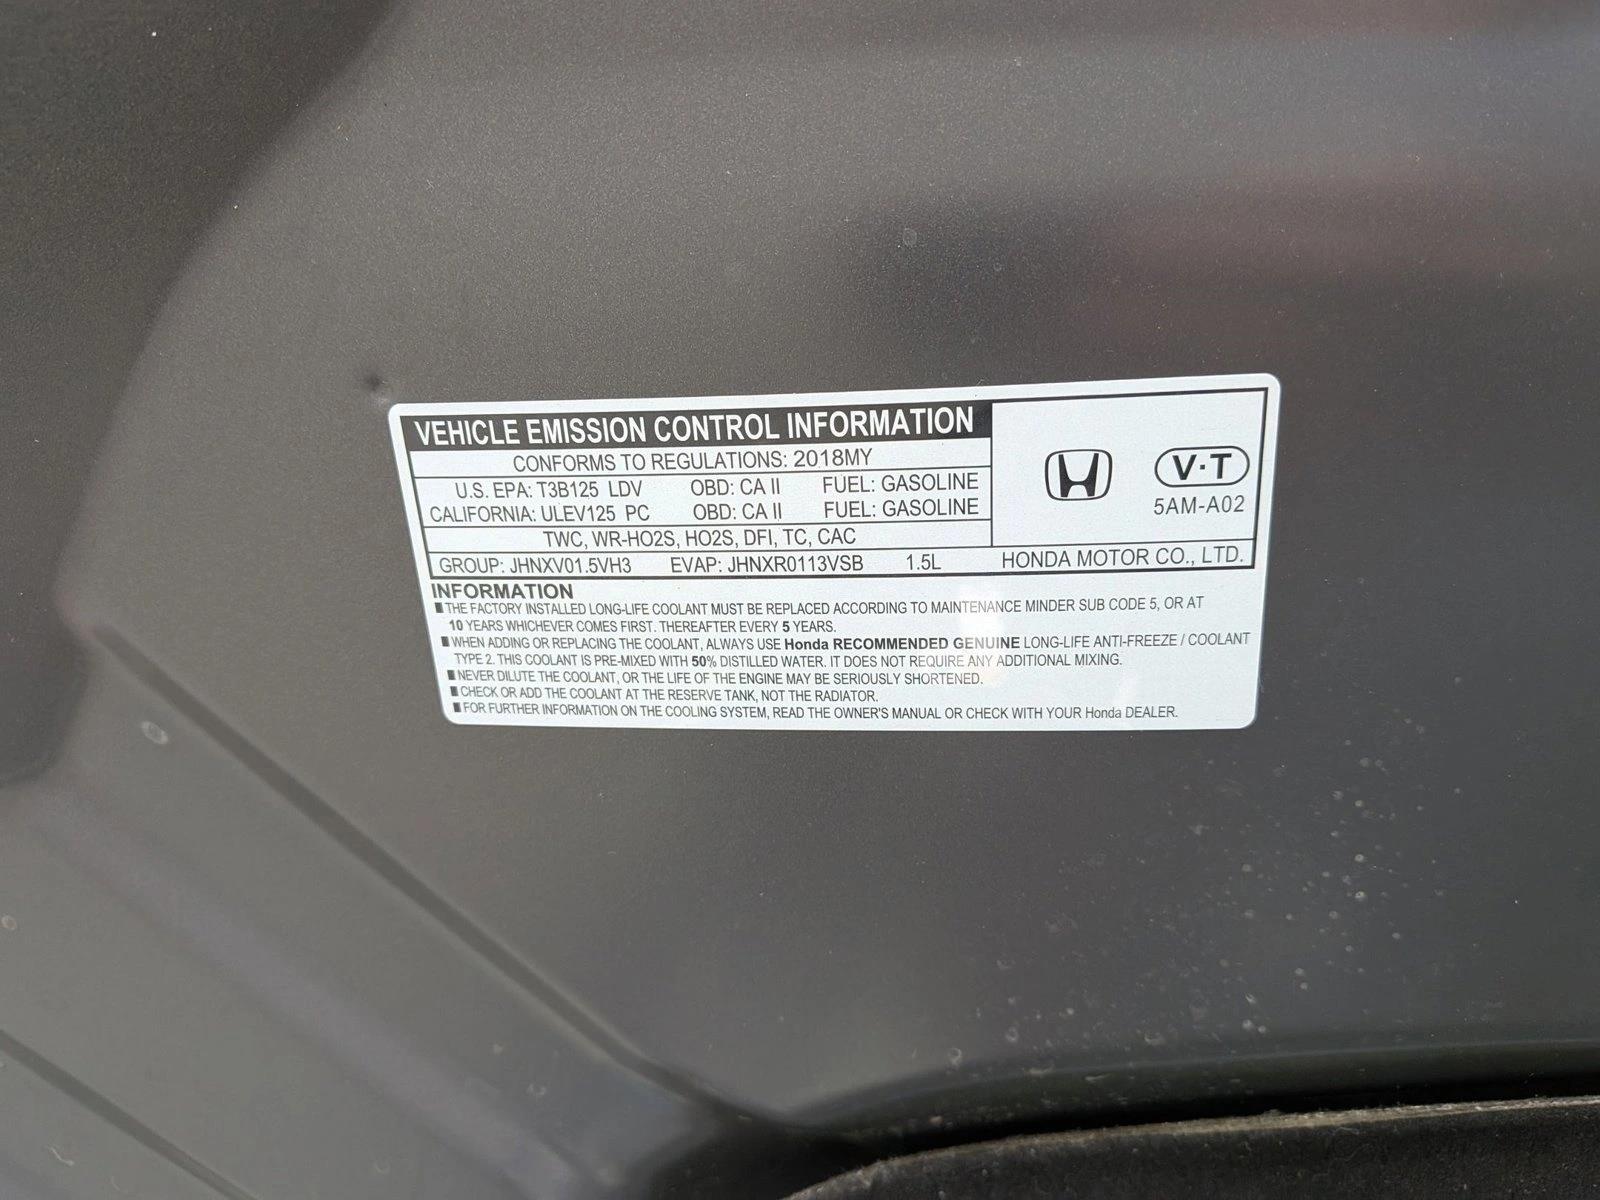 VEHICLE EMISSION CONTROL INFORMATION
CONFORMS TO REGULATIONS: 2018MY
U.S. EPA: T3B125 LDV OBD: CA II FUEL: GASOLINE
CALIFORNIA: ULEV125 PC OBD: CA II FUEL: GASOLINE
TWC, WR-HO2S, HO2S, DFI, TC, CAC
V·T
5AM-A02
GROUP: JHNXV01.5VH3 EVAP: JHNXR0113VSB 1.5L HONDA MOTOR CO., LTD.
INFORMATION
■ THE FACTORY INSTALLED LONG-LIFE COOLANT MUST BE REPLACED ACCORDING TO MAINTENANCE MINDER SUB CODE 5, OR AT
10 YEARS WHICHEVER COMES FIRST. THEREAFTER EVERY 5 YEARS.
■ WHEN ADDING OR REPLACING THE COOLANT, ALWAYS USE Honda RECOMMENDED GENUINE LONG-LIFE ANTI-FREEZE / COOLANT
TYPE 2. THIS COOLANT IS PRE-MIXED WITH 50% DISTILLED WATER. IT DOES NOT REQUIRE ANY ADDITIONAL MIXING.
■ NEVER DILUTE THE COOLANT, OR THE LIFE OF THE ENGINE MAY BE SERIOUSLY SHORTENED.
■ CHECK OR ADD THE COOLANT AT THE RESERVE TANK, NOT THE RADIATOR.
■ FOR FURTHER INFORMATION ON THE COOLING SYSTEM, READ THE OWNER'S MANUAL OR CHECK WITH YOUR Honda DEALER.